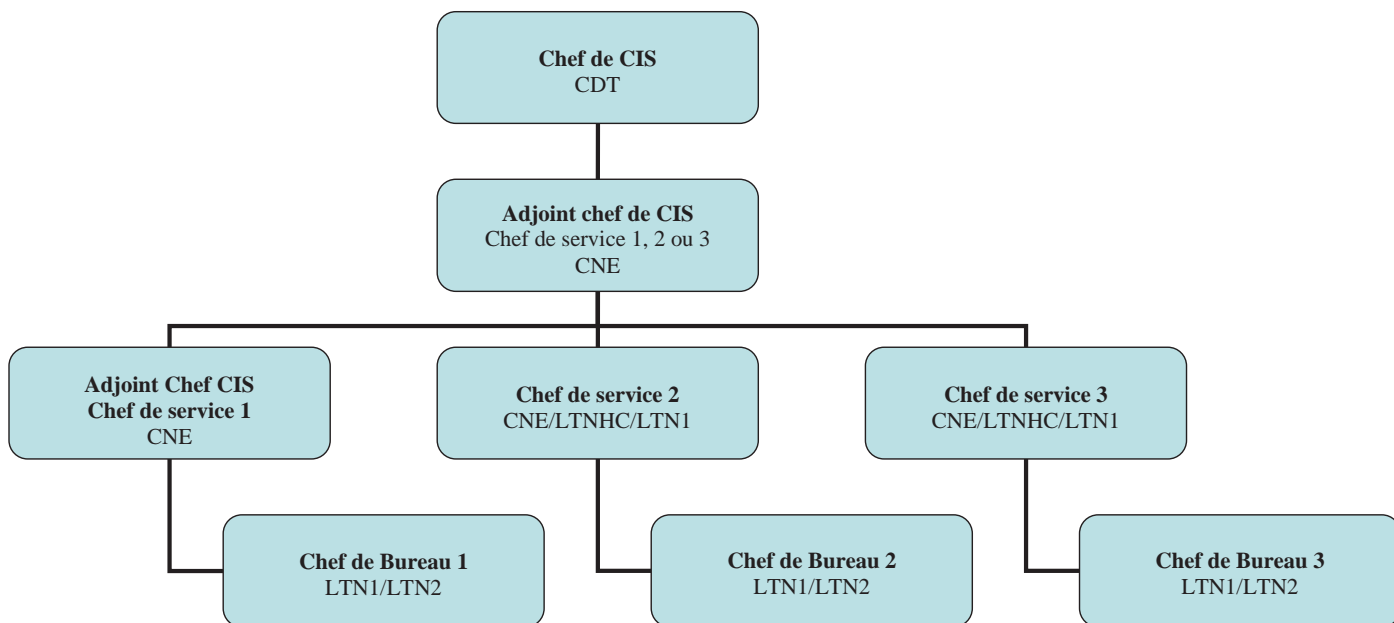 Chef de CIS
CDT
Adjoint chef de CIS
Chef de service 1, 2 ou 3
CNE
Adjoint Chef CIS
Chef de service 1
CNE
Chef de service 2
CNE/LTNHC/LTN1
Chef de service 3
CNE/LTNHC/LTN1
Chef de Bureau 1
LTN1/LTN2
Chef de Bureau 2
LTN1/LTN2
Chef de Bureau 3
LTN1/LTN2